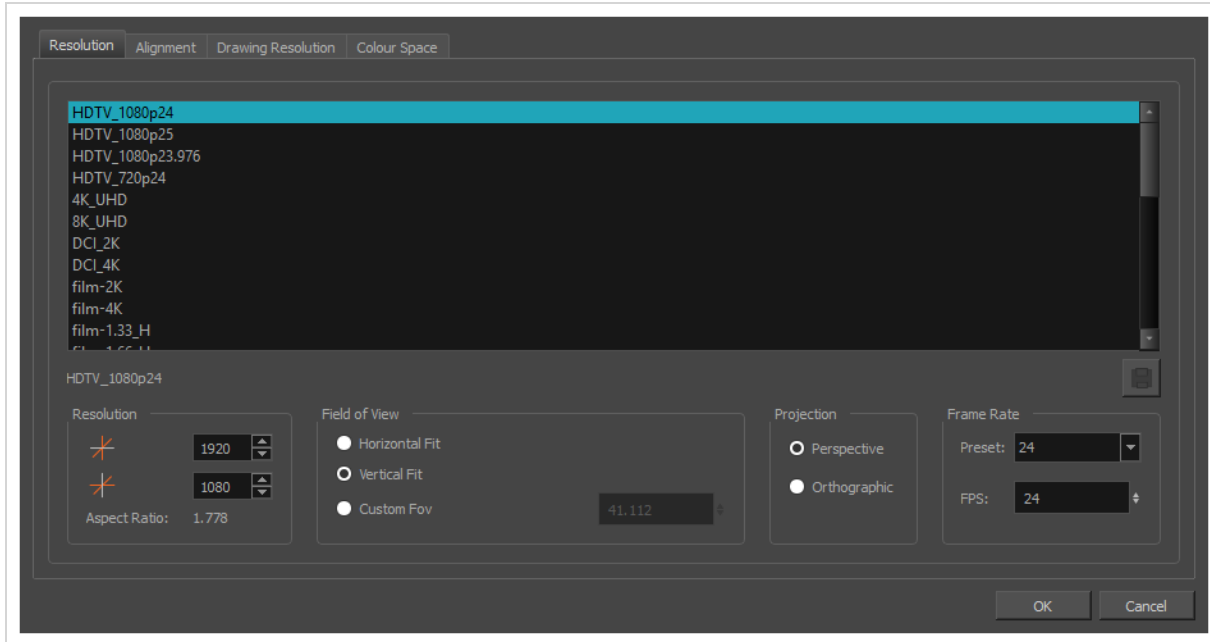 Resolution Alignment Drawing Resolution Colour Space
HDTV_1080p24
HDTV_1080p25
HDTV_1080p23.976
HDTV_720p24
4K_UHD
8K_UHD
DCI_2K
DCI_4K
film-2K
film-4K
film-1.33_H
HDTV_1080p24
Resolution Field of View Projection Frame Rate
1920 Horizontal Fit Perspective Preset: 24
Vertical Fit
1080 Custom Fov 41.112 Orthographic FPS: 24
Aspect Ratio: 1.778
OK Cancel